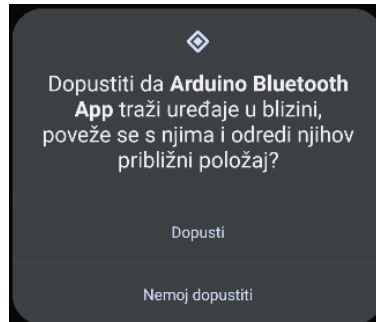 Dopustiti da Arduino Bluetooth
App traži uređaje u blizini,
poveže se s njima i odredi njihov
približni položaj?
Dopusti
Nemoj dopustiti